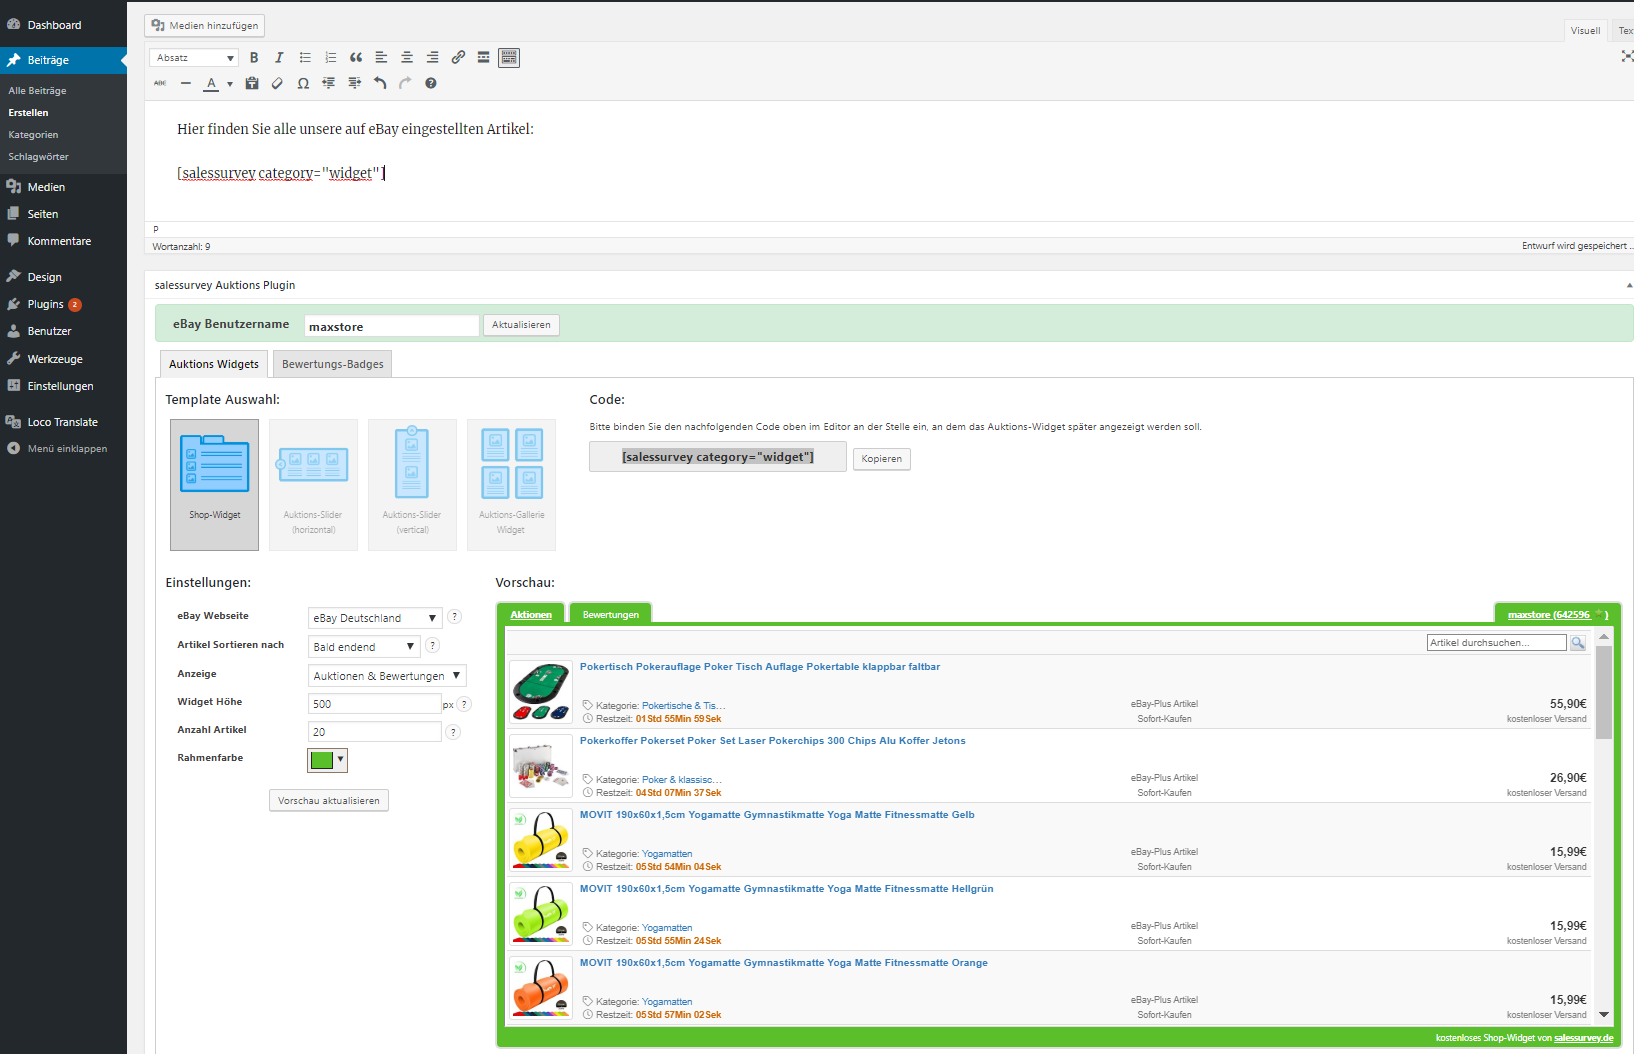 Dashboard
Beiträge
Alle Beiträge
Erstellen
Kategorien
Schlagwörter
Medien
Seiten
Kommentare
Design
Plugins 2
Benutzer
Werkzeuge
Einstellungen
Loco Translate
Menü einklappen
Medien hinzufügen
Visuell
Tex
Absatz
B I
ABC A Ω
Hier finden Sie alle unsere auf eBay eingestellten Artikel:
[salessurvey category="widget"]
P
Wortanzahl: 9
Entwurf wird gespeichert ..
salessurvey Auktions Plugin
eBay Benutzername maxstore Aktualisieren
Auktions Widgets Bewertungs-Badges
Template Auswahl:
Shop-Widget
Auktions-Slider
(horizontal)
Auktions-Slider
(vertical)
Auktions-Gallerie
Widget
Code:
Bitte binden Sie den nachfolgenden Code oben im Editor an der Stelle ein, an dem das Auktions-Widget später angezeigt werden soll.
[salessurvey category="widget"] Kopieren
Einstellungen:
eBay Webseite eBay Deutschland ?
Artikel Sortieren nach Bald endend ?
Anzeige Auktionen & Bewertungen
Widget Höhe 500 px ?
Anzahl Artikel 20 ?
Rahmenfarbe
Vorschau aktualisieren
Vorschau:
Aktionen Bewertungen maxstore (642596 )
Artikel durchsuchen...
Pokertisch Pokerauflage Poker Tisch Auflage Pokertable klappbar faltbar
Kategorie: Pokertische & Tis... eBay-Plus Artikel 55,90€
Restzeit: 01Std 55Min 59Sek Sofort-Kaufen kostenloser Versand
Pokerkoffer Pokerset Poker Set Laser Pokerchips 300 Chips Alu Koffer Jetons
Kategorie: Poker & klassisc... eBay-Plus Artikel 26,90€
Restzeit: 04Std 07Min 37Sek Sofort-Kaufen kostenloser Versand
MOVIT 190x60x1,5cm Yogamatte Gymnastikmatte Yoga Matte Fitnessmatte Gelb
Kategorie: Yogamatten eBay-Plus Artikel 15,99€
Restzeit: 05Std 54Min 04Sek Sofort-Kaufen kostenloser Versand
MOVIT 190x60x1,5cm Yogamatte Gymnastikmatte Yoga Matte Fitnessmatte Hellgrün
Kategorie: Yogamatten eBay-Plus Artikel 15,99€
Restzeit: 05Std 55Min 24Sek Sofort-Kaufen kostenloser Versand
MOVIT 190x60x1,5cm Yogamatte Gymnastikmatte Yoga Matte Fitnessmatte Orange
Kategorie: Yogamatten eBay-Plus Artikel 15,99€
Restzeit: 05Std 57Min 02Sek Sofort-Kaufen kostenloser Versand
kostenloses Shop-Widget von salessurvey.de